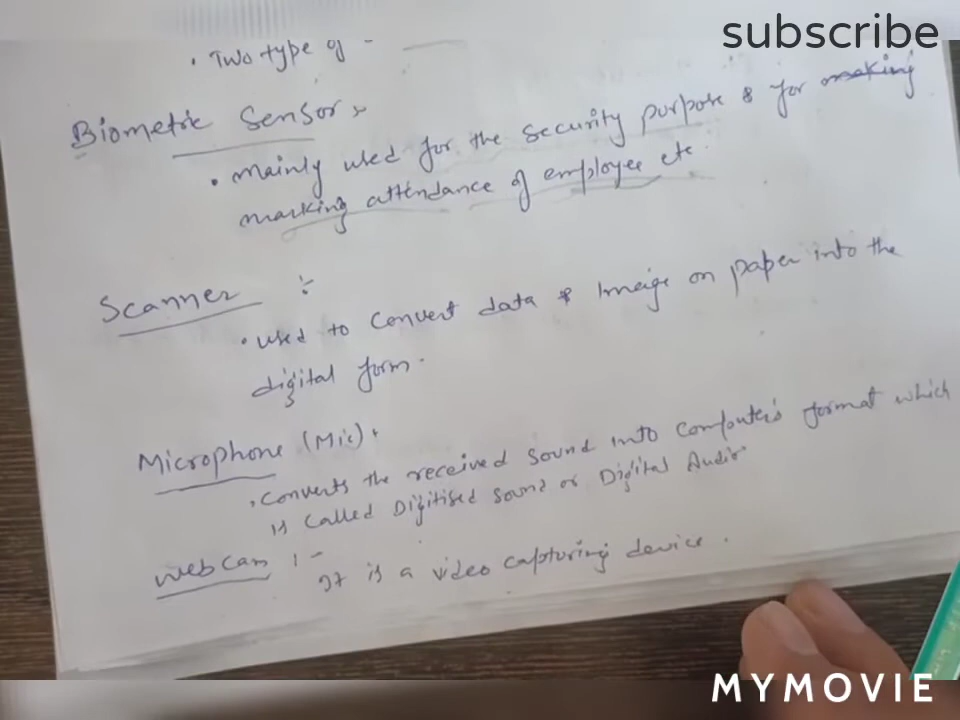 subscribe
• Two type of -
Biometric Sensor :-
• Mainly used for the security purpose & for making
marking attendance of employee etc.
Scanner :-
• Used to convert data & Image on paper into the
digital form.
Microphone (Mic) :
• Converts the received sound into computer's format which
is called Digitised sound or Digital Audio
Webcam :-
It is a video capturing device.
MYMOVIE